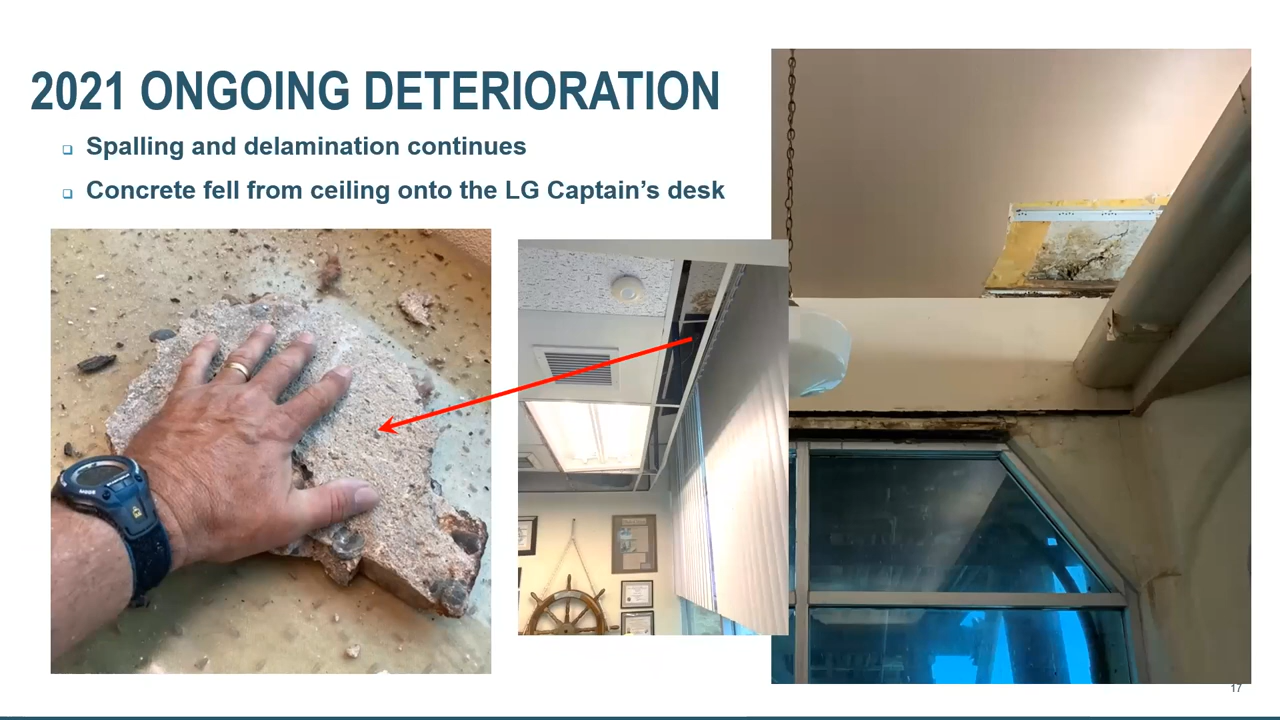 2021 ONGOING DETERIORATION
❑ Spalling and delamination continues
❑ Concrete fell from ceiling onto the LG Captain’s desk
17